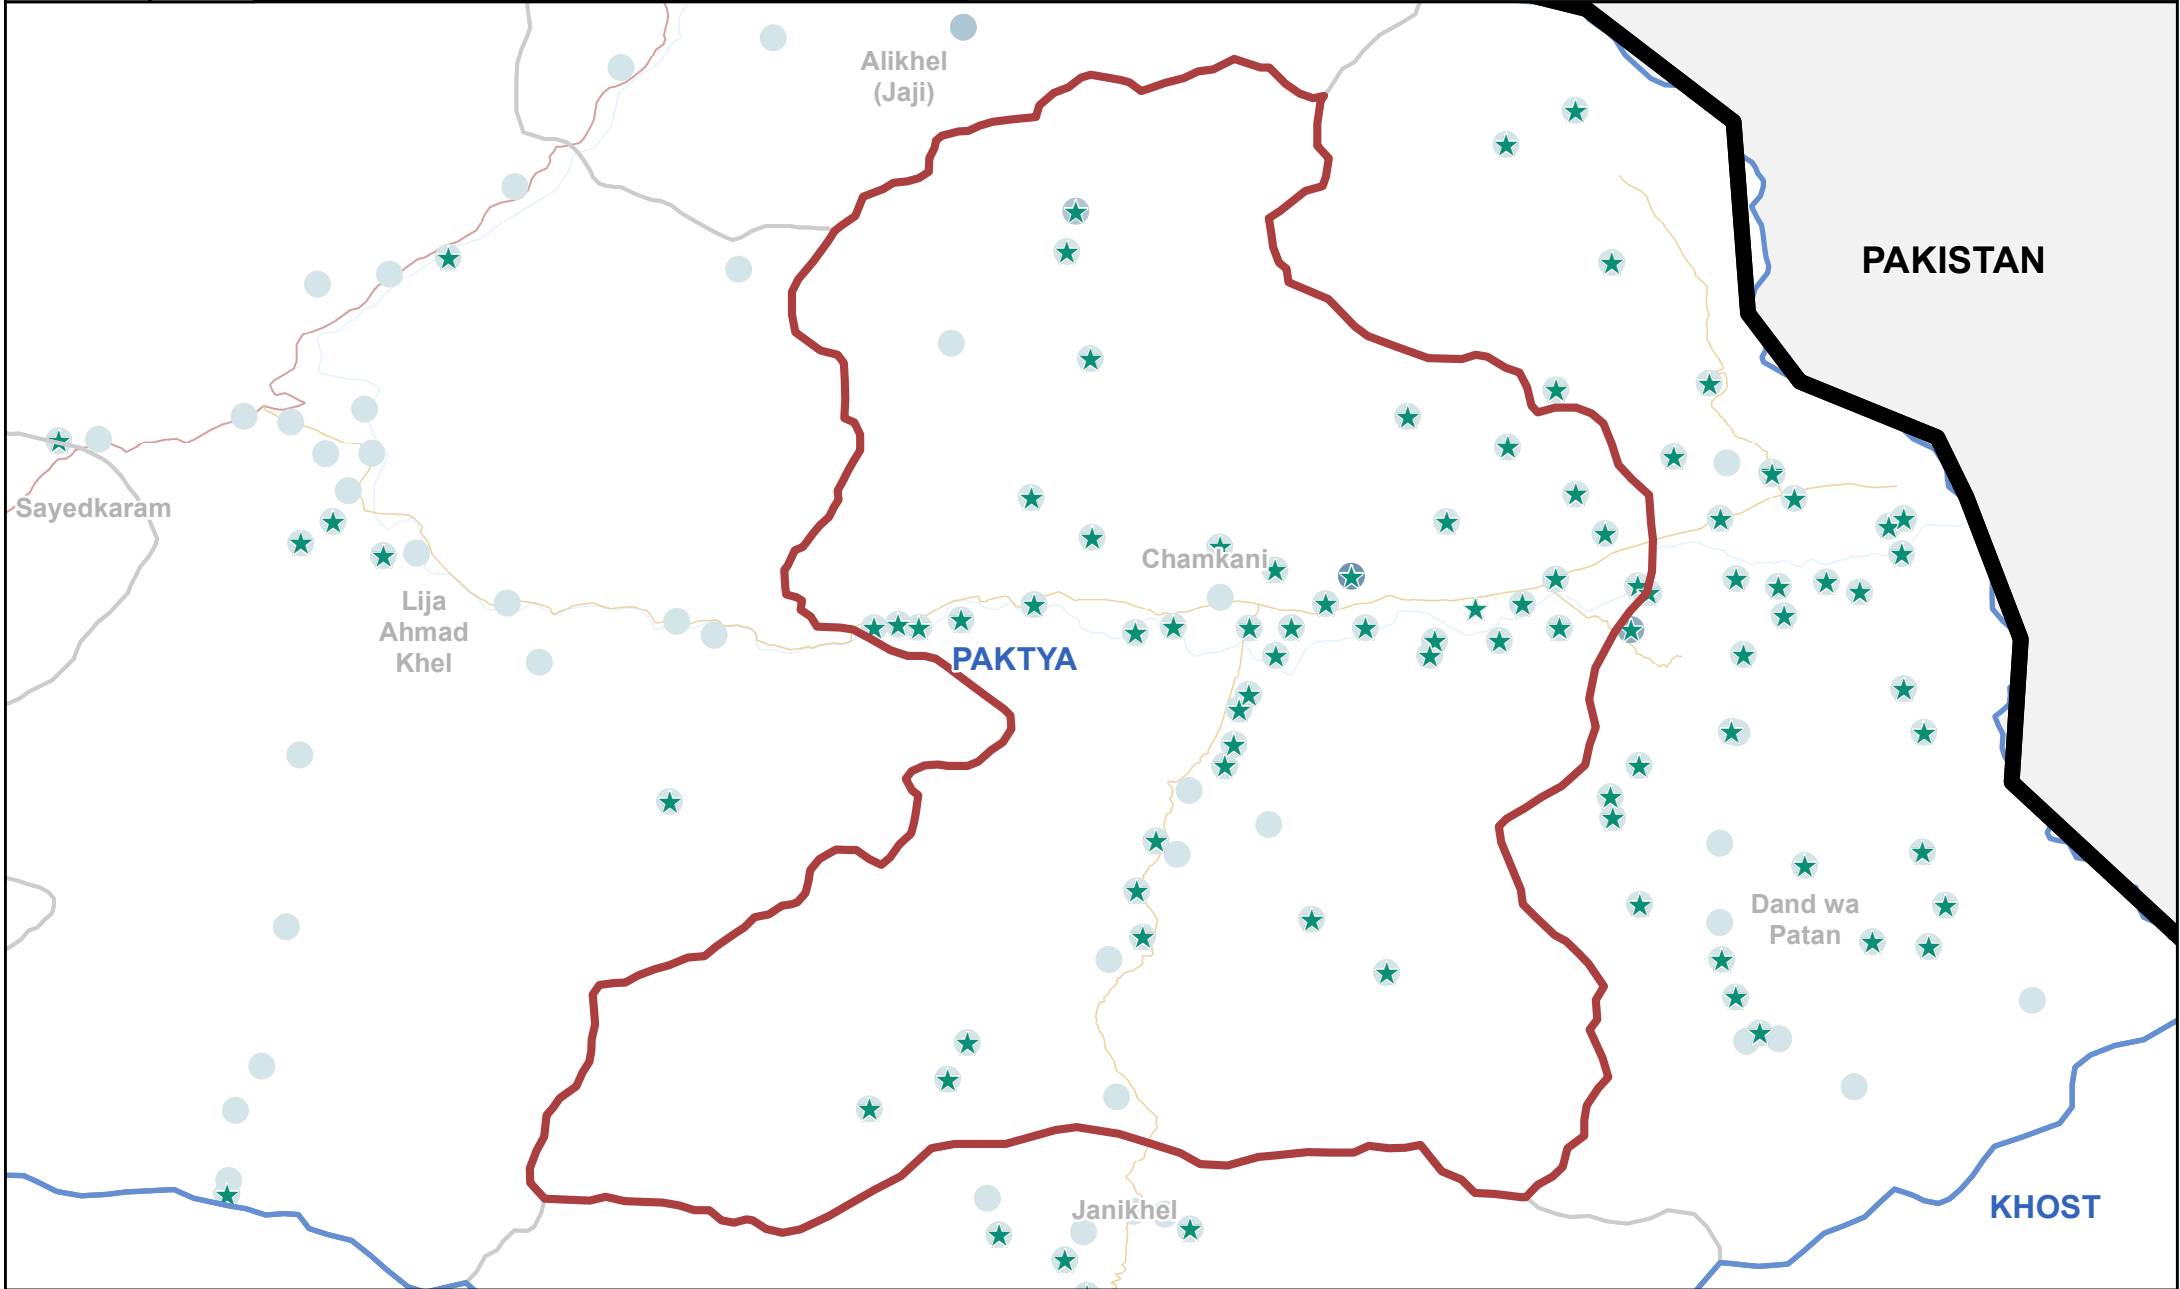 Alikhel
(Jaji)
PAKISTAN
Sayedkaram
Chamkani
Lija
Ahmad
Khel
PAKTYA
Dand wa
Patan
Janikhel
KHOST